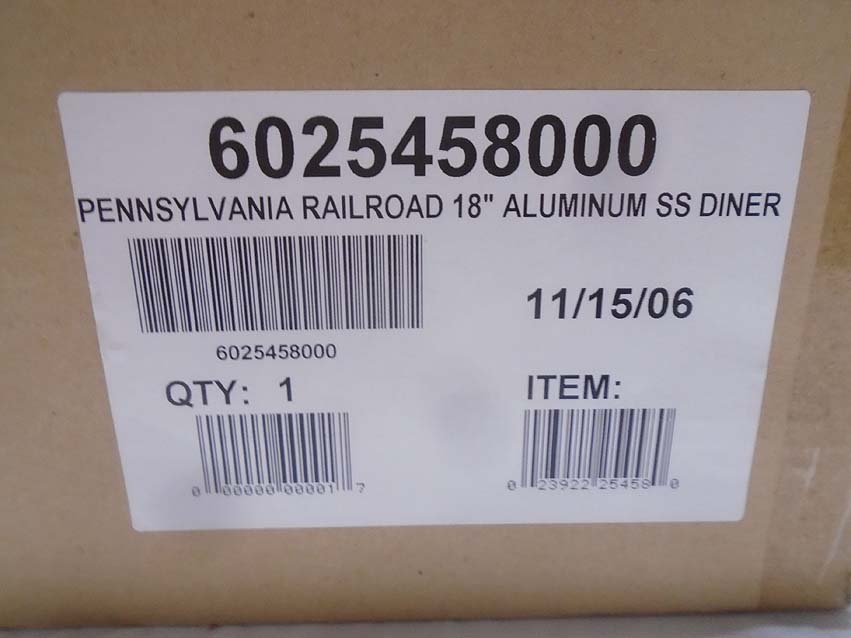 6025458000
PENNSYLVANIA RAILROAD 18" ALUMINUM SS DINER
11/15/06
6025458000
QTY: 1
ITEM:
0 00000 00001 7
0 23922 25458 0